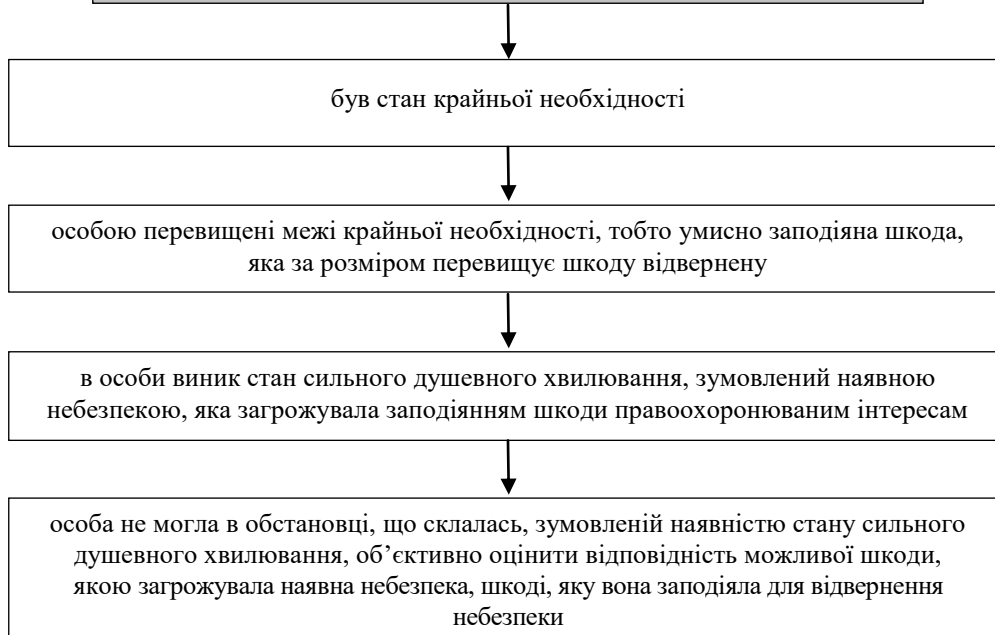 був стан крайньої необхідності
особою перевищені межі крайньої необхідності, тобто умисно заподіяна шкода,
яка за розміром перевищує шкоду відвернену
в особи виник стан сильного душевного хвилювання, зумовлений наявною
небезпекою, яка загрожувала заподіянням шкоди правоохоронюваним інтересам
особа не могла в обстановці, що склалась, зумовленій наявністю стану сильного
душевного хвилювання, об’єктивно оцінити відповідність можливої шкоди,
якою загрожувала наявна небезпека, шкоді, яку вона заподіяла для відвернення
небезпеки